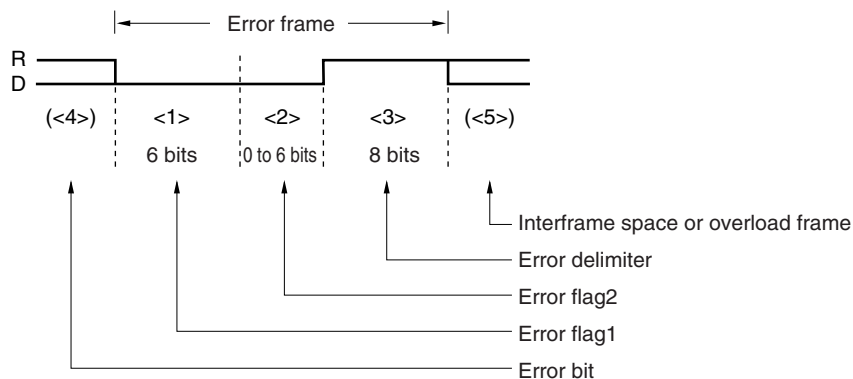 Error frame
R
D
(<4>) <1> <2> <3> (<5>)
6 bits 0 to 6 bits 8 bits
Interframe space or overload frame
Error delimiter
Error flag2
Error flag1
Error bit